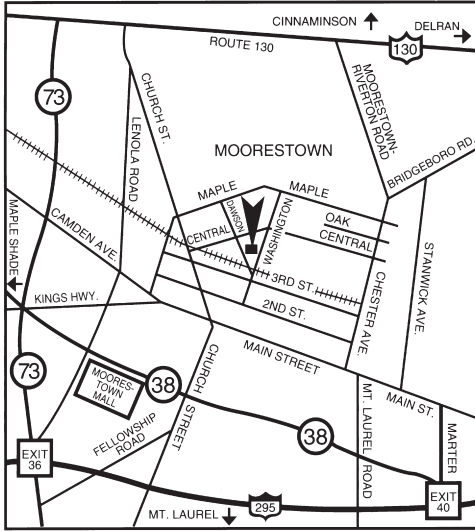 CINNAMINSON
DELRAN
ROUTE 130
130
73
CHURCH ST.
LENOLA ROAD
MOORESTOWN-
RIVERTON ROAD
BRIDGEBORO RD.
MOORESTOWN
MAPLE
MAPLE
MAPLE SHADE
CAMDEN AVE.
DAWSON
WASHINGTON
OAK
CENTRAL
CENTRAL
STANWICK AVE.
3RD ST.
CHESTER AVE.
KINGS HWY.
2ND ST.
MAIN STREET
73
MOORES-
TOWN
MALL
38
CHURCH
STREET
MT. LAUREL ROAD
MAIN ST.
MARTER
38
FELLOWSHIP
ROAD
EXIT
36
EXIT
40
295
MT. LAUREL